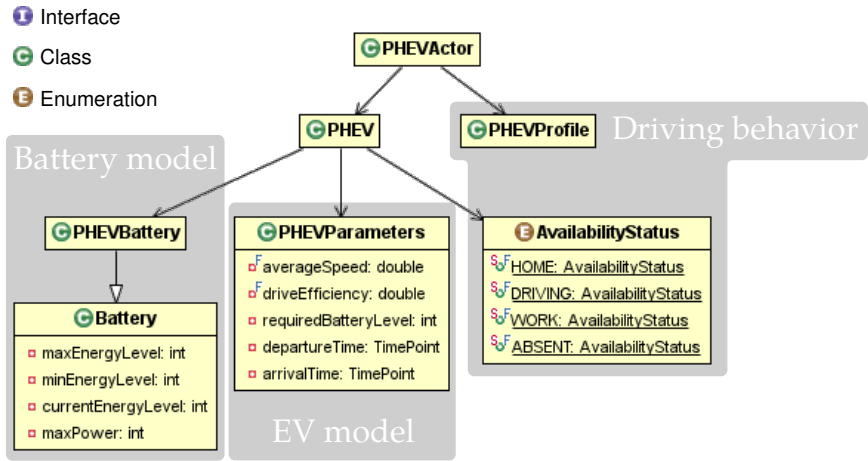 Interface
Class
Enumeration
PHEVActor
PHEV
PHEVProfile
Driving behavior
Battery model
PHEVBattery
PHEVParameters
averageSpeed: double
driveEfficiency: double
requiredBatteryLevel: int
departureTime: TimePoint
arrivalTime: TimePoint
AvailabilityStatus
HOME: AvailabilityStatus
DRIVING: AvailabilityStatus
WORK: AvailabilityStatus
ABSENT: AvailabilityStatus
Battery
maxEnergyLevel: int
minEnergyLevel: int
currentEnergyLevel: int
maxPower: int
EV model